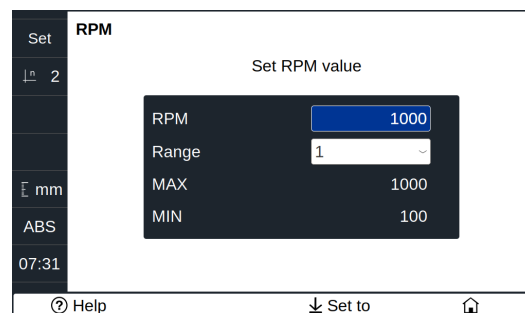 Set
n 2
mm
ABS
07:31
RPM
Set RPM value
RPM 1000
Range 1
MAX 1000
MIN 100
? Help
Set to